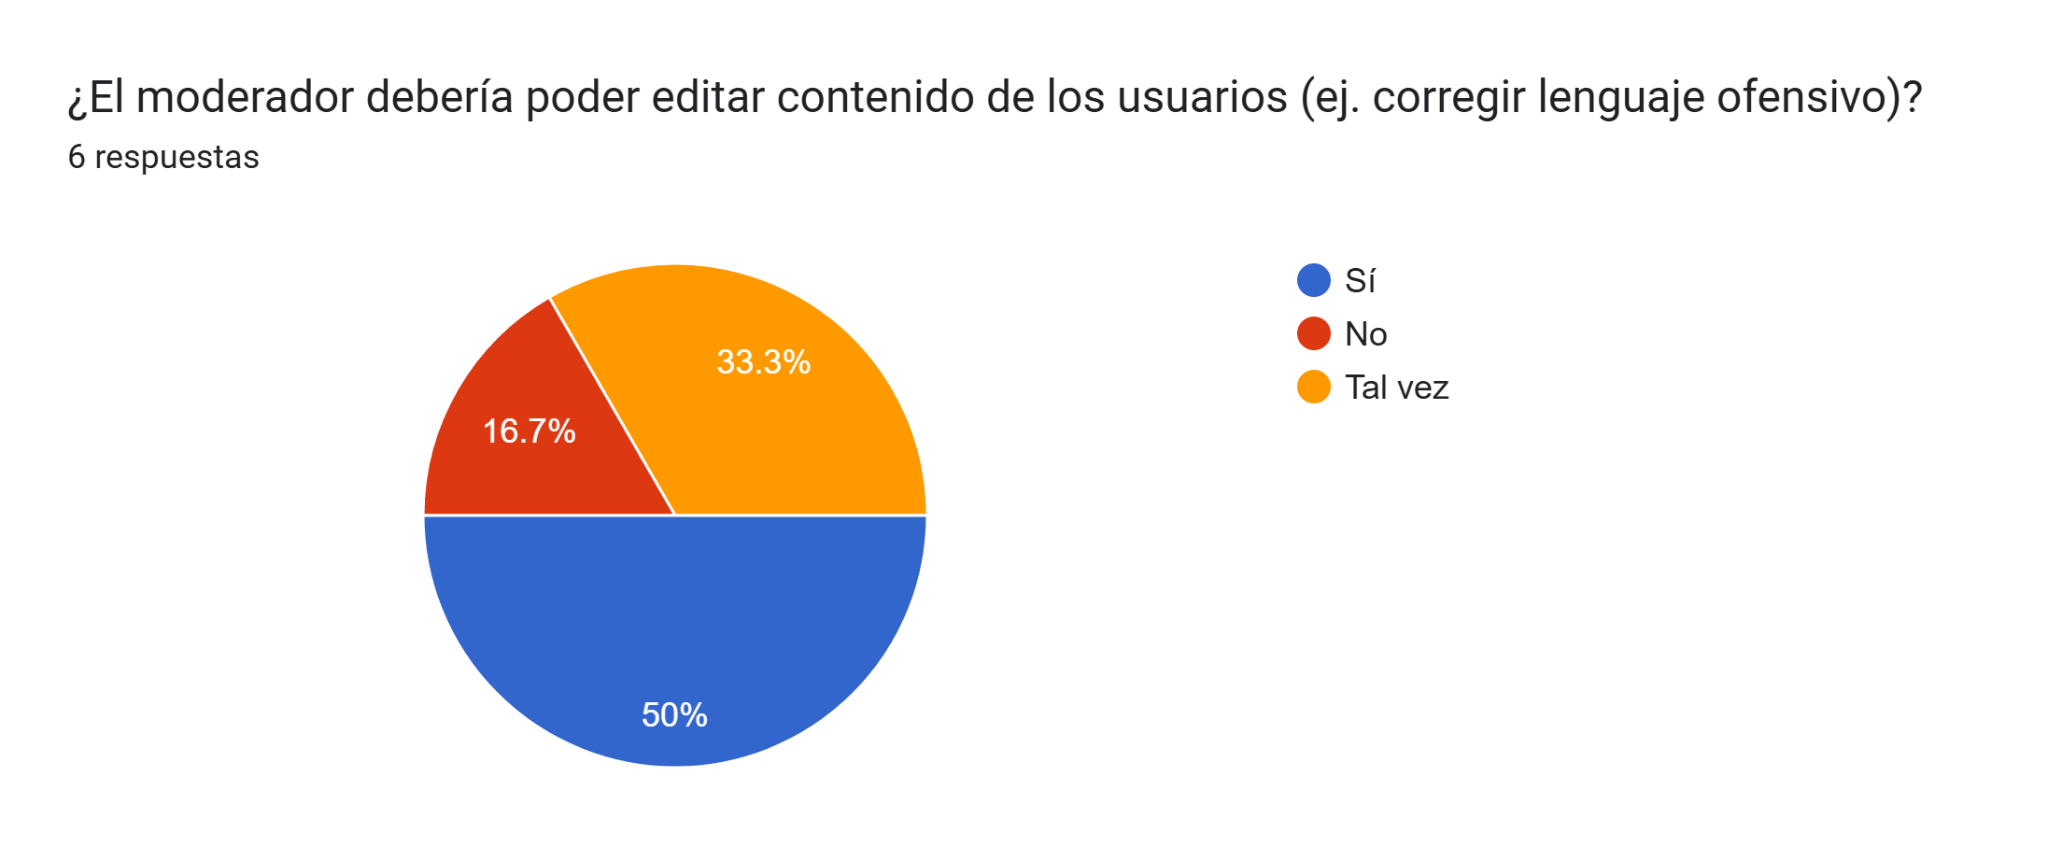 ¿El moderador debería poder editar contenido de los usuarios (ej. corregir lenguaje ofensivo)?
6 respuestas
Sí
No
Tal vez
33.3%
16.7%
50%